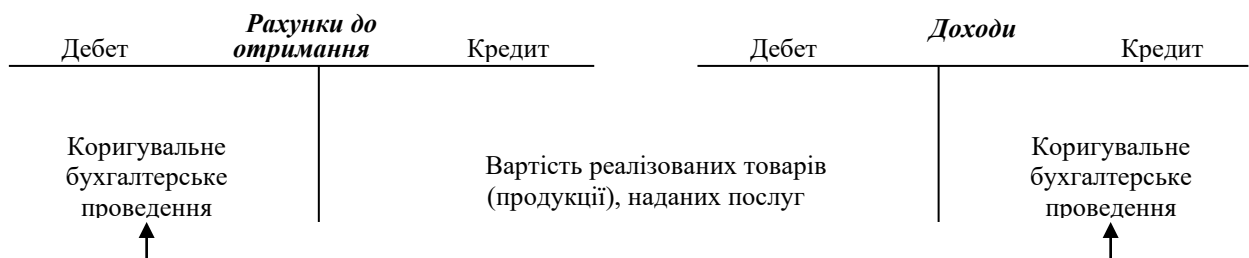 Рахунки до
отримання
Дебет
Кредит
Доходи
Дебет
Кредит
Коригувальне
бухгалтерське
проведення
Вартість реалізованих товарів
(продукції), наданих послуг
Коригувальне
бухгалтерське
проведення